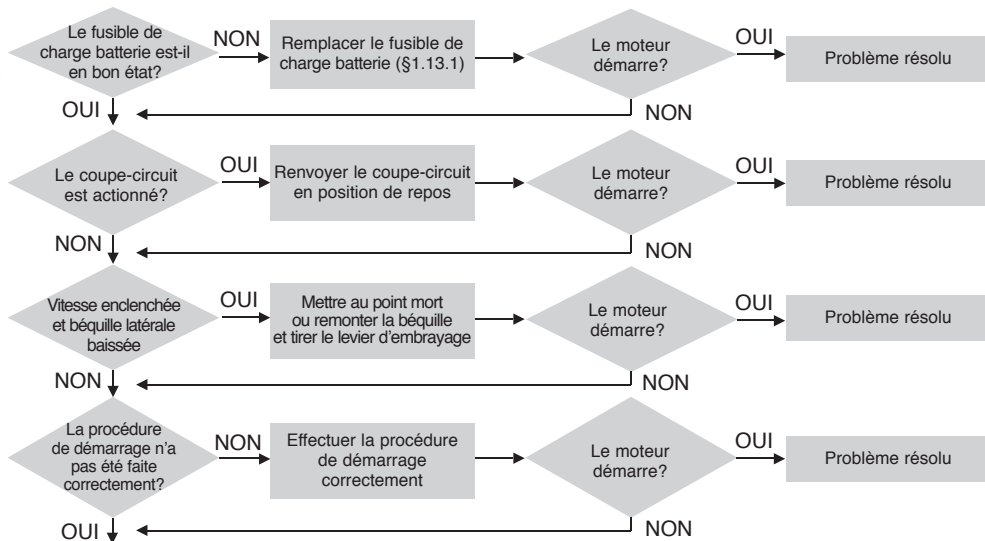 Le fusible de
charge batterie est-il
en bon état?
NON
Remplacer le fusible de
charge batterie (§1.13.1)
Le moteur
démarre?
OUI
Problème résolu
OUI
NON
Le coupe-circuit
est actionné?
OUI
Renvoyer le coupe-circuit
en position de repos
Le moteur
démarre?
OUI
Problème résolu
NON
NON
Vitesse enclenchée
et béquille latérale
baissée
OUI
Mettre au point mort
ou remonter la béquille
et tirer le levier d'embrayage
Le moteur
démarre?
OUI
Problème résolu
NON
NON
La procédure
de démarrage n'a
pas été faite
correctement?
NON
Effectuer la procédure
de démarrage
correctement
Le moteur
démarre?
OUI
Problème résolu
OUI
NON